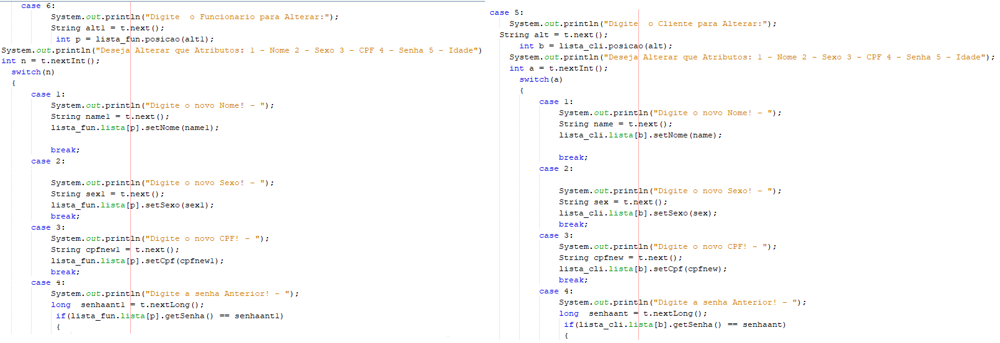 case 6:
System.out.println("Digite  o Funcionario para Alterar:");
String alt1 = t.next();
int p = lista_fun.posicao(alt1);
System.out.println("Deseja Alterar que Atributos: 1 - Nome 2 - Sexo 3 - CPF 4 - Senha 5 - Idade")
int n = t.nextInt();
switch(n)
{
case 1:
System.out.println("Digite o novo Nome! - ");
String name1 = t.next();
lista_fun.lista[p].setNome(name1);
break;
case 2:
System.out.println("Digite o novo Sexo! - ");
String sex1 = t.next();
lista_fun.lista[p].setSexo(sex1);
break;
case 3:
System.out.println("Digite o novo CPF! - ");
String cpfnew1 = t.next();
lista_fun.lista[p].setCpf(cpfnew1);
break;
case 4:
System.out.println("Digite a senha Anterior! - ");
long  senhaant1 = t.nextLong();
if(lista_fun.lista[p].getSenha() == senhaant1)
{
case 5:
System.out.println("Digite  o Cliente para Alterar:");
String alt = t.next();
int b = lista_cli.posicao(alt);
System.out.println("Deseja Alterar que Atributos: 1 - Nome 2 - Sexo 3 - CPF 4 - Senha 5 - Idade");
int a = t.nextInt();
switch(a)
{
case 1:
System.out.println("Digite o novo Nome! - ");
String name = t.next();
lista_cli.lista[b].setNome(name);
break;
case 2:
System.out.println("Digite o novo Sexo! - ");
String sex = t.next();
lista_cli.lista[b].setSexo(sex);
break;
case 3:
System.out.println("Digite o novo CPF! - ");
String cpfnew = t.next();
lista_cli.lista[b].setCpf(cpfnew);
break;
case 4:
System.out.println("Digite a senha Anterior! - ");
long  senhaant = t.nextLong();
if(lista_cli.lista[b].getSenha() == senhaant)
{